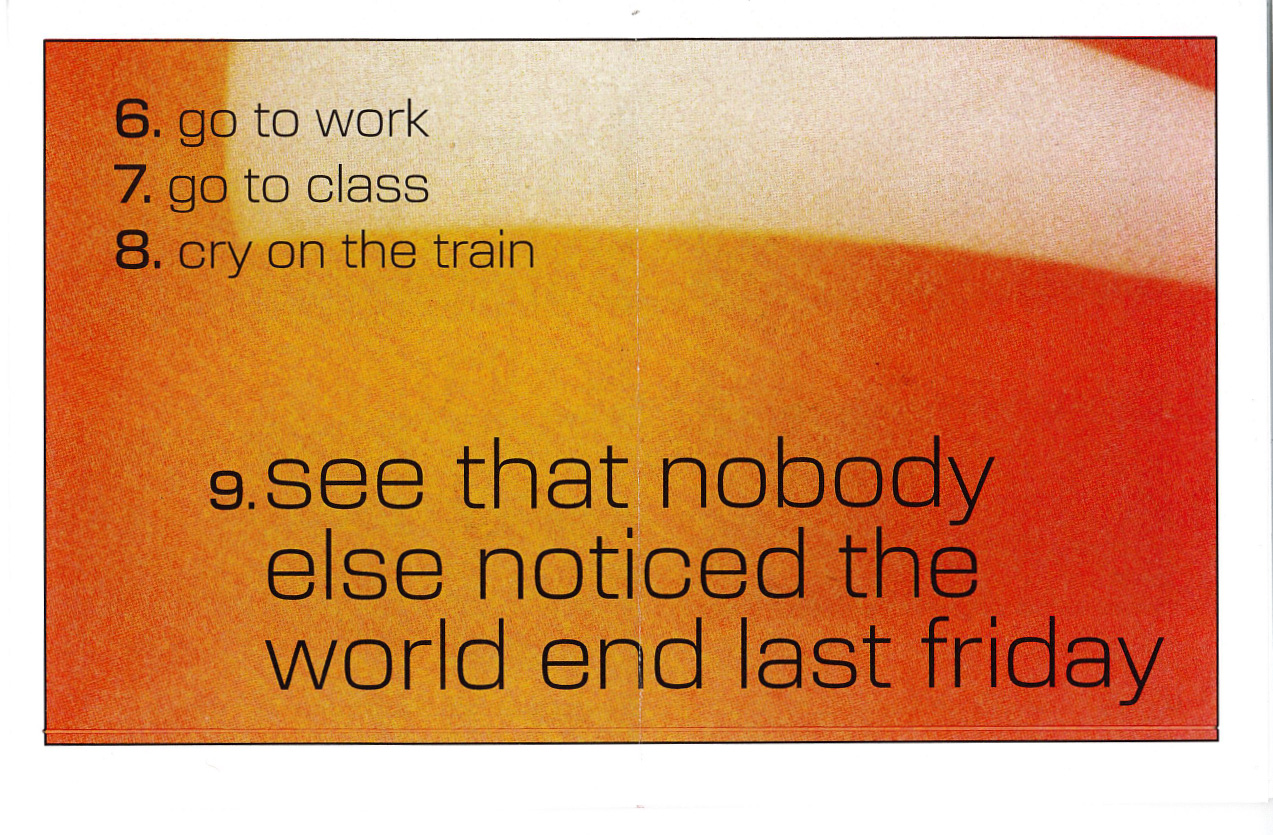 6. go to work
7. go to class
8. cry on the train
9. see that nobody
else noticed the
world end last friday